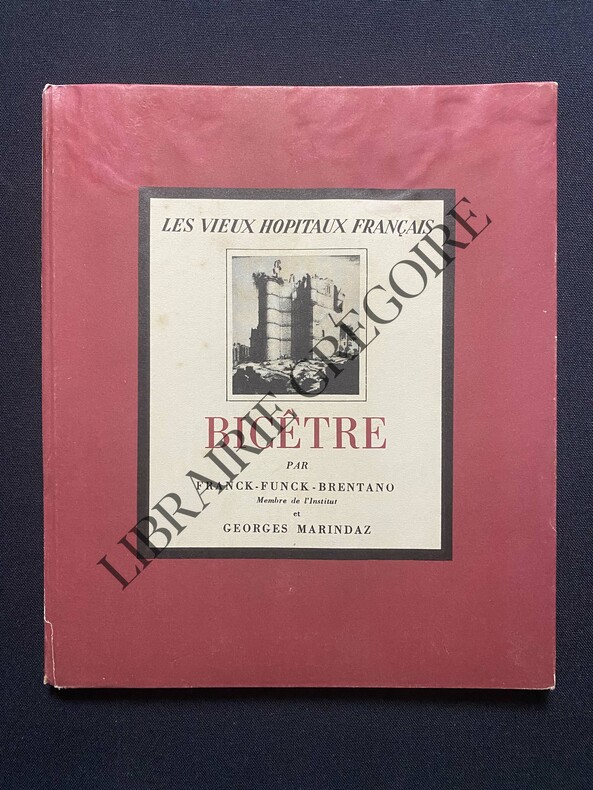 LES VIEUX HOPITAUX FRANÇAIS
BICÊTRE
PAR
FRANCK-FUNCK-BRENTANO
Membre de l'Institut
et
GEORGES MARINDAZ
LIBRAIRIE GRÉGOIRE